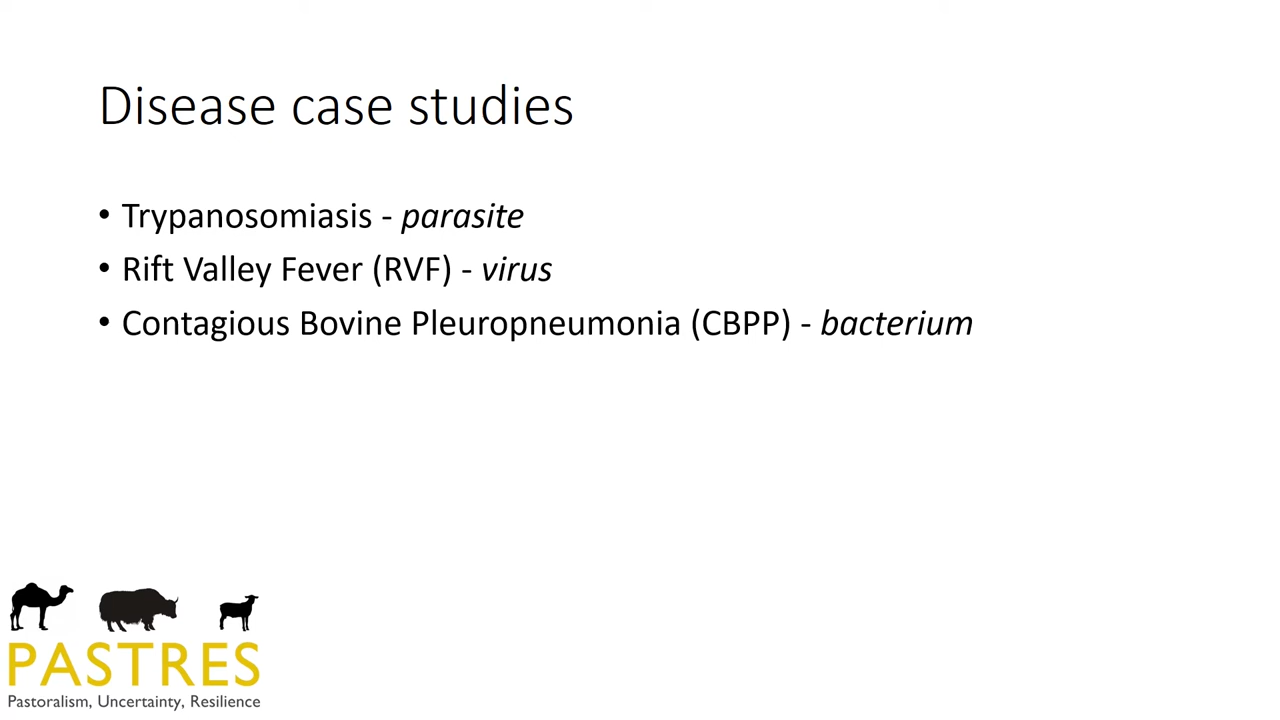 Disease case studies
• Trypanosomiasis - parasite
• Rift Valley Fever (RVF) - virus
• Contagious Bovine Pleuropneumonia (CBPP) - bacterium
PASTRES
Pastoralism, Uncertainty, Resilience